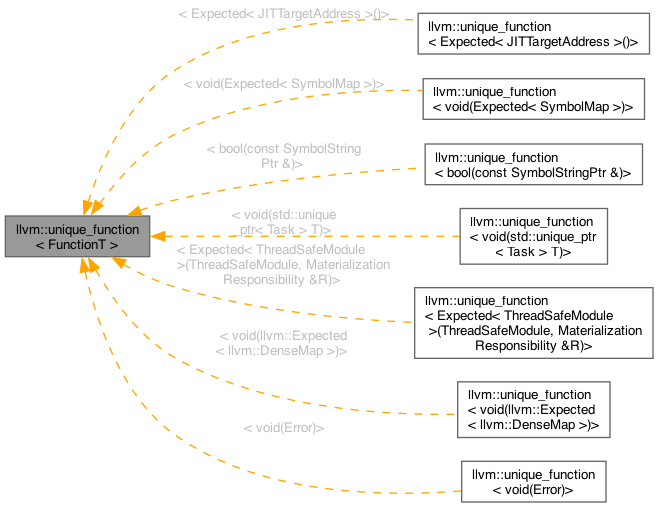 < Expected< JITTargetAddress >()>
llvm::unique_function
< Expected< JITTargetAddress >()>
< void(Expected< SymbolMap >)>
llvm::unique_function
< void(Expected< SymbolMap >)>
< bool(const SymbolString
Ptr &)>
llvm::unique_function
< bool(const SymbolStringPtr &)>
llvm::unique_function
< FunctionT >
< void(std::unique
_ptr< Task > T)>
llvm::unique_function
< void(std::unique_ptr
< Task > T)>
< Expected< ThreadSafeModule
>(ThreadSafeModule, Materialization
Responsibility &R)>
llvm::unique_function
< Expected< ThreadSafeModule
>(ThreadSafeModule, Materialization
Responsibility &R)>
< void(llvm::Expected
< llvm::DenseMap >)>
llvm::unique_function
< void(llvm::Expected
< llvm::DenseMap >)>
< void(Error)>
llvm::unique_function
< void(Error)>